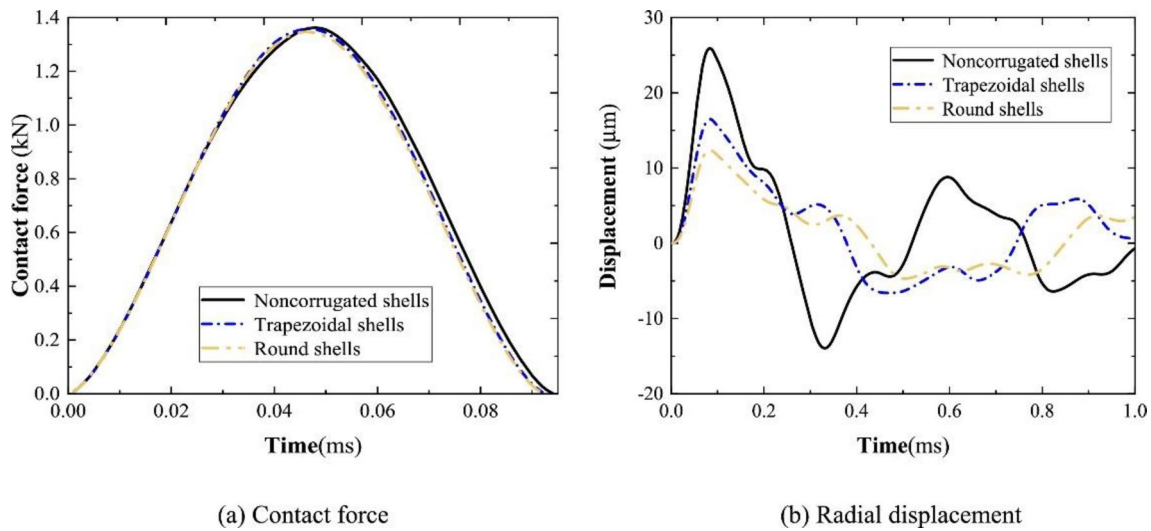 1.4
1.2
1.0
0.8
0.6
0.4
0.2
0.0
Contact force (kN)
Noncorrugated shells
Trapezoidal shells
Round shells
0.00
0.02
0.04
0.06
0.08
Time(ms)
(a) Contact force
30
20
10
0
-10
-20
Displacement (μm)
Noncorrugated shells
Trapezoidal shells
Round shells
0.0
0.2
0.4
0.6
0.8
1.0
Time(ms)
(b) Radial displacement